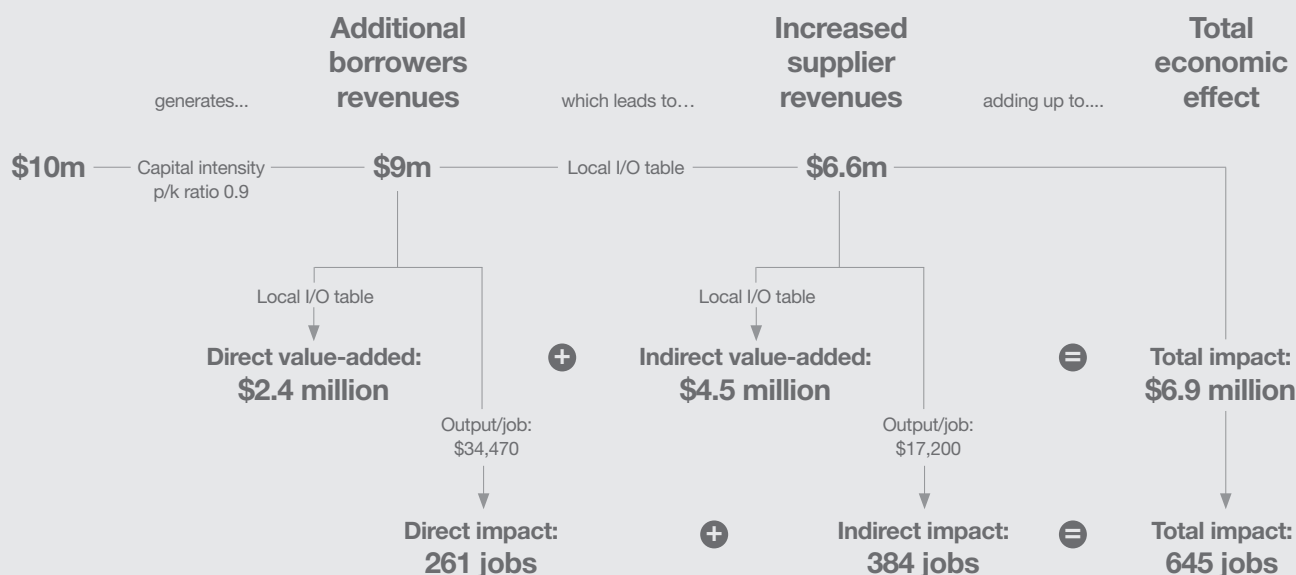 Additional
borrowers
revenues
Increased
supplier
revenues
Total
economic
effect
generates...
which leads to…
adding up to....
$10m
Capital intensity
p/k ratio 0.9
$9m
Local I/O table
$6.6m
Local I/O table
Local I/O table
Direct value-added:
$2.4 million
+
Indirect value-added:
$4.5 million
=
Total impact:
$6.9 million
Output/job:
$34,470
Output/job:
$17,200
Direct impact:
261 jobs
+
Indirect impact:
384 jobs
=
Total impact:
645 jobs